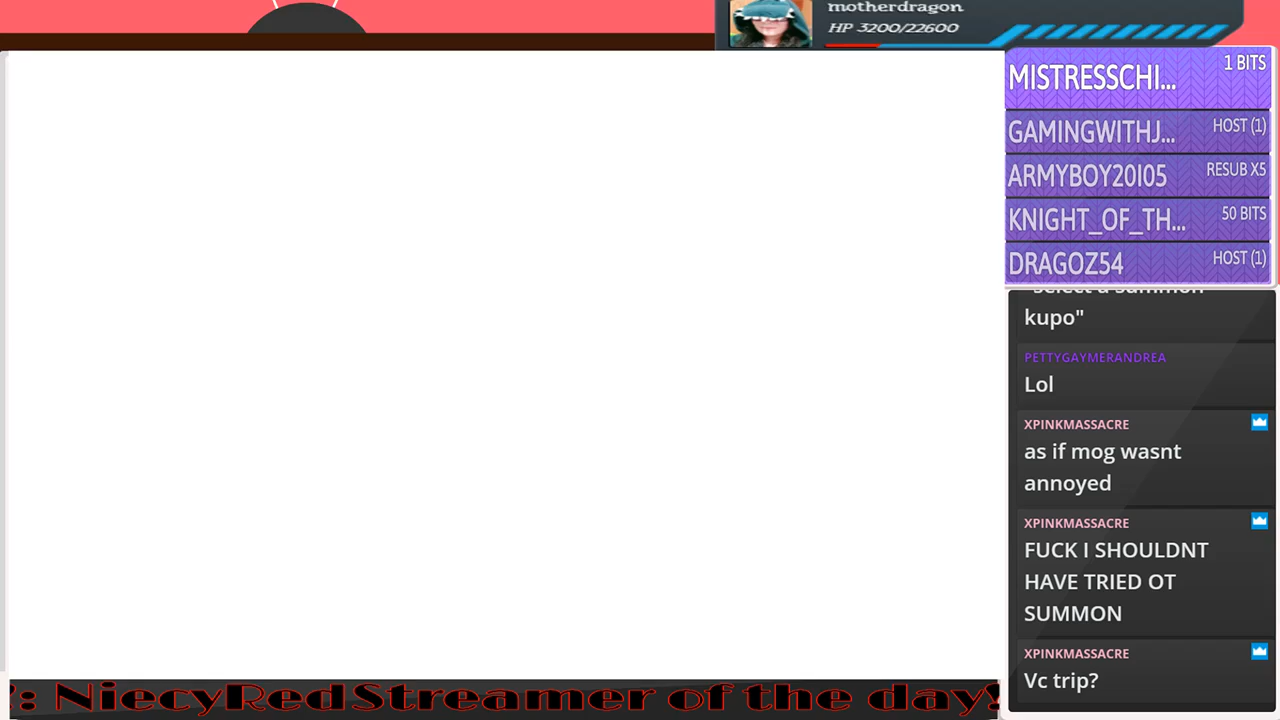 motherdragon
HP 3200/22600
MISTRESSCHI...
1 BITS
GAMINGWITHJ...
HOST (1)
ARMYBOY20105
RESUB X5
KNIGHT_OF_TH...
50 BITS
DRAGOZ54
HOST (1)
"select a summon
kupo"
PETTYGAYMERANDREA
Lol
XPINKMASSACRE
as if mog wasnt
annoyed
XPINKMASSACRE
FUCK I SHOULDNT
HAVE TRIED OT
SUMMON
XPINKMASSACRE
Vc trip?
: NiecyRedStreamer of the day!